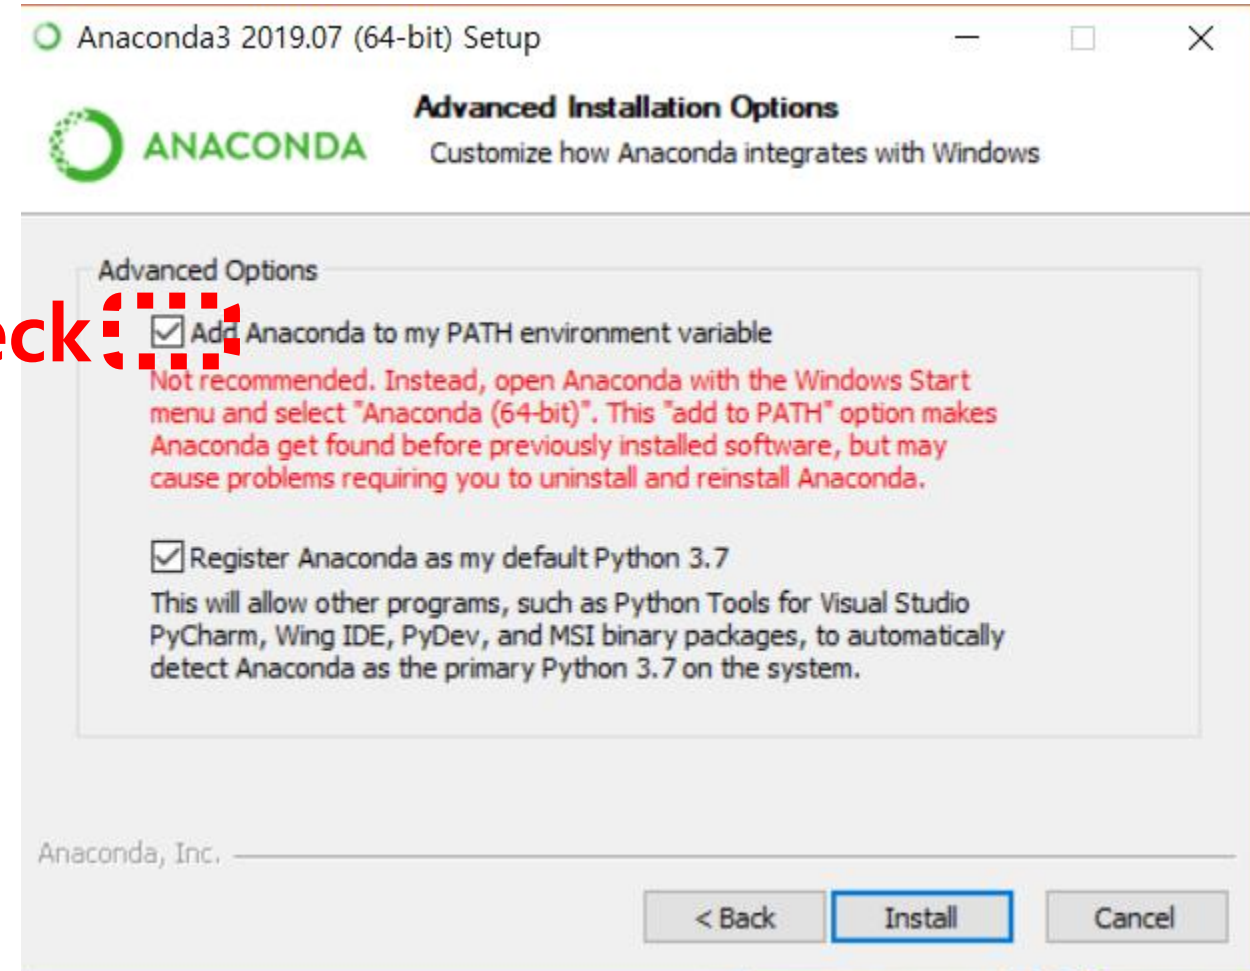 Anaconda3 2019.07 (64-bit) Setup
Advanced Installation Options
ANACONDA
Customize how Anaconda integrates with Windows
Advanced Options
eck
Add Anaconda to my PATH environment variable
Not recommended. Instead, open Anaconda with the Windows Start
menu and select "Anaconda (64-bit)". This "add to PATH" option makes
Anaconda get found before previously installed software, but may
cause problems requiring you to uninstall and reinstall Anaconda.
Register Anaconda as my default Python 3.7
This will allow other programs, such as Python Tools for Visual Studio
PyCharm, Wing IDE, PyDev, and MSI binary packages, to automatically
detect Anaconda as the primary Python 3.7 on the system.
Anaconda, Inc.
< Back
Install
Cancel